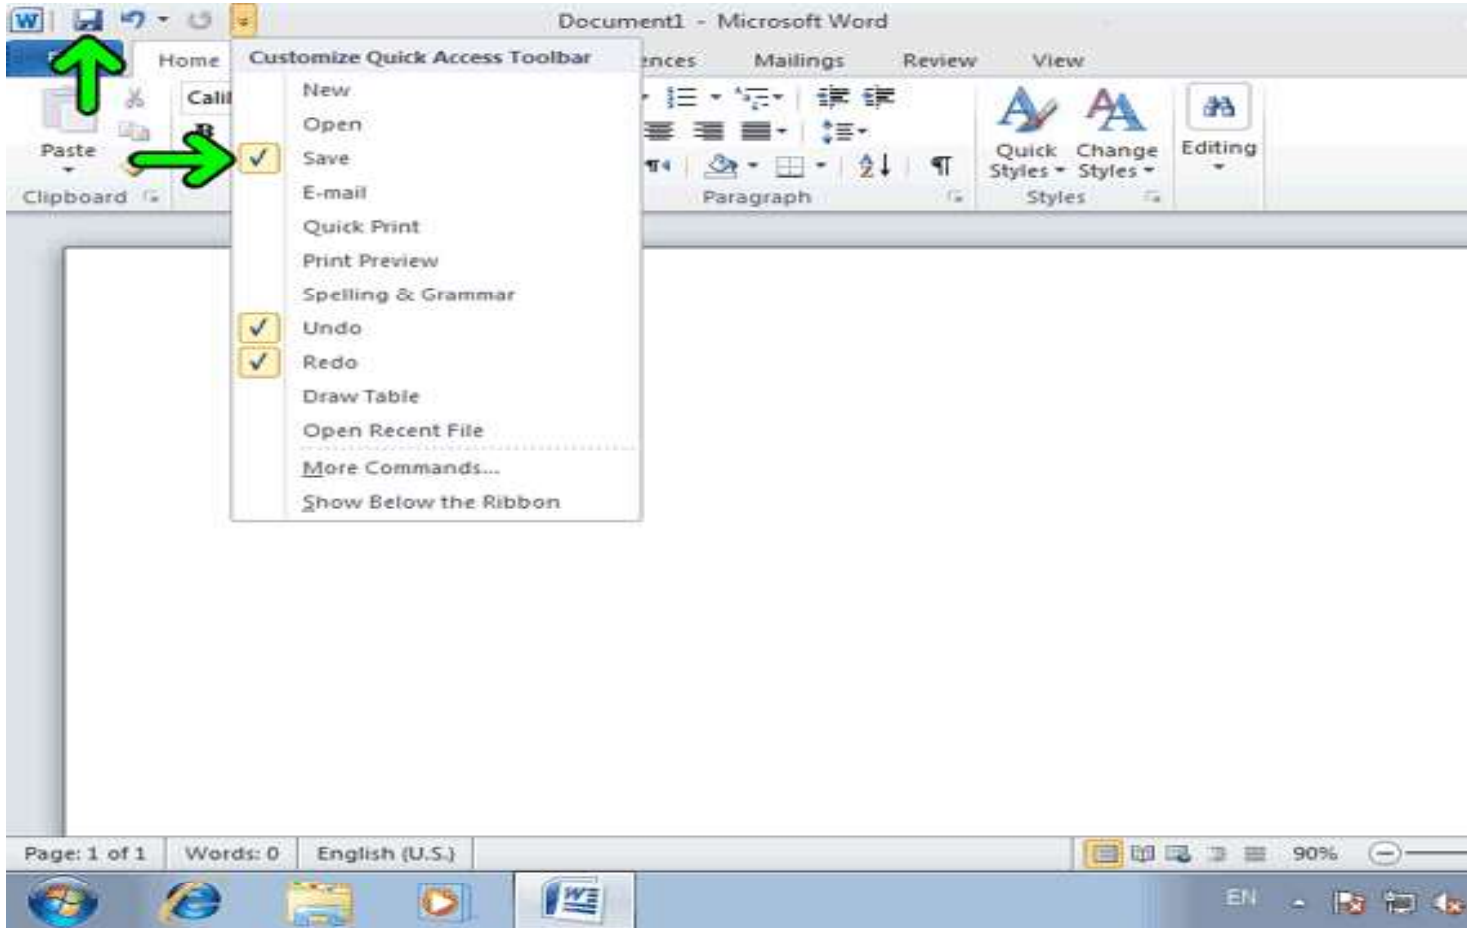 Document1 - Microsoft Word
Home
ences Mailings Review View
Customize Quick Access Toolbar
New
Open
Save
E-mail
Quick Print
Print Preview
Spelling & Grammar
Undo
Redo
Draw Table
Open Recent File
More Commands...
Show Below the Ribbon
Paste
Clipboard
Calil
B
Paragraph
Quick Styles
Change Styles
Styles
Editing
Page: 1 of 1 Words: 0 English (U.S.) 90%
EN